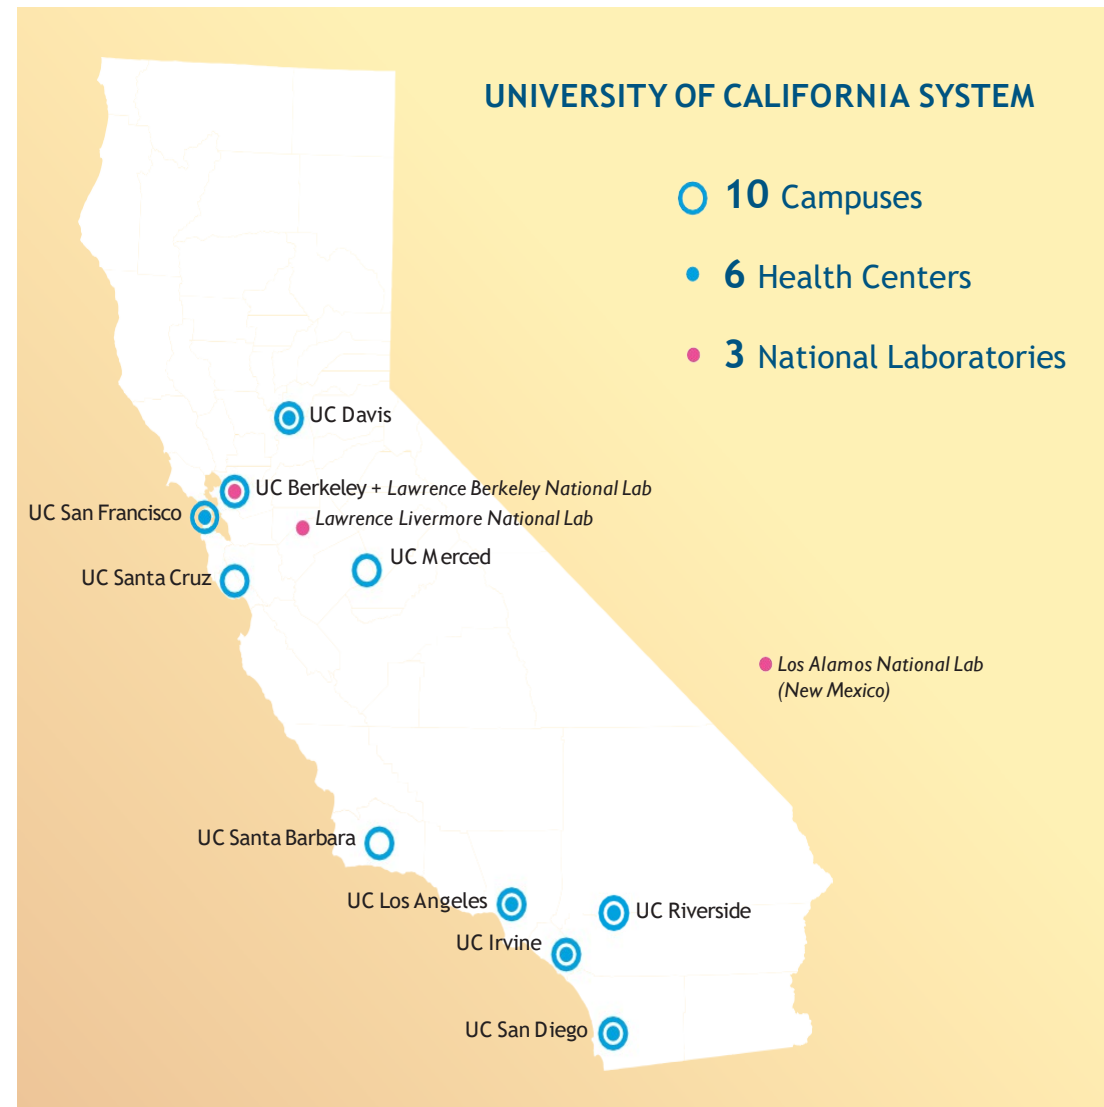 UNIVERSITY OF CALIFORNIA SYSTEM
10 Campuses
6 Health Centers
3 National Laboratories
UC Davis
UC Berkeley + Lawrence Berkeley National Lab
UC San Francisco
Lawrence Livermore National Lab
UC Merced
UC Santa Cruz
Los Alamos National Lab
(New Mexico)
UC Santa Barbara
UC Los Angeles
UC Riverside
UC Irvine
UC San Diego